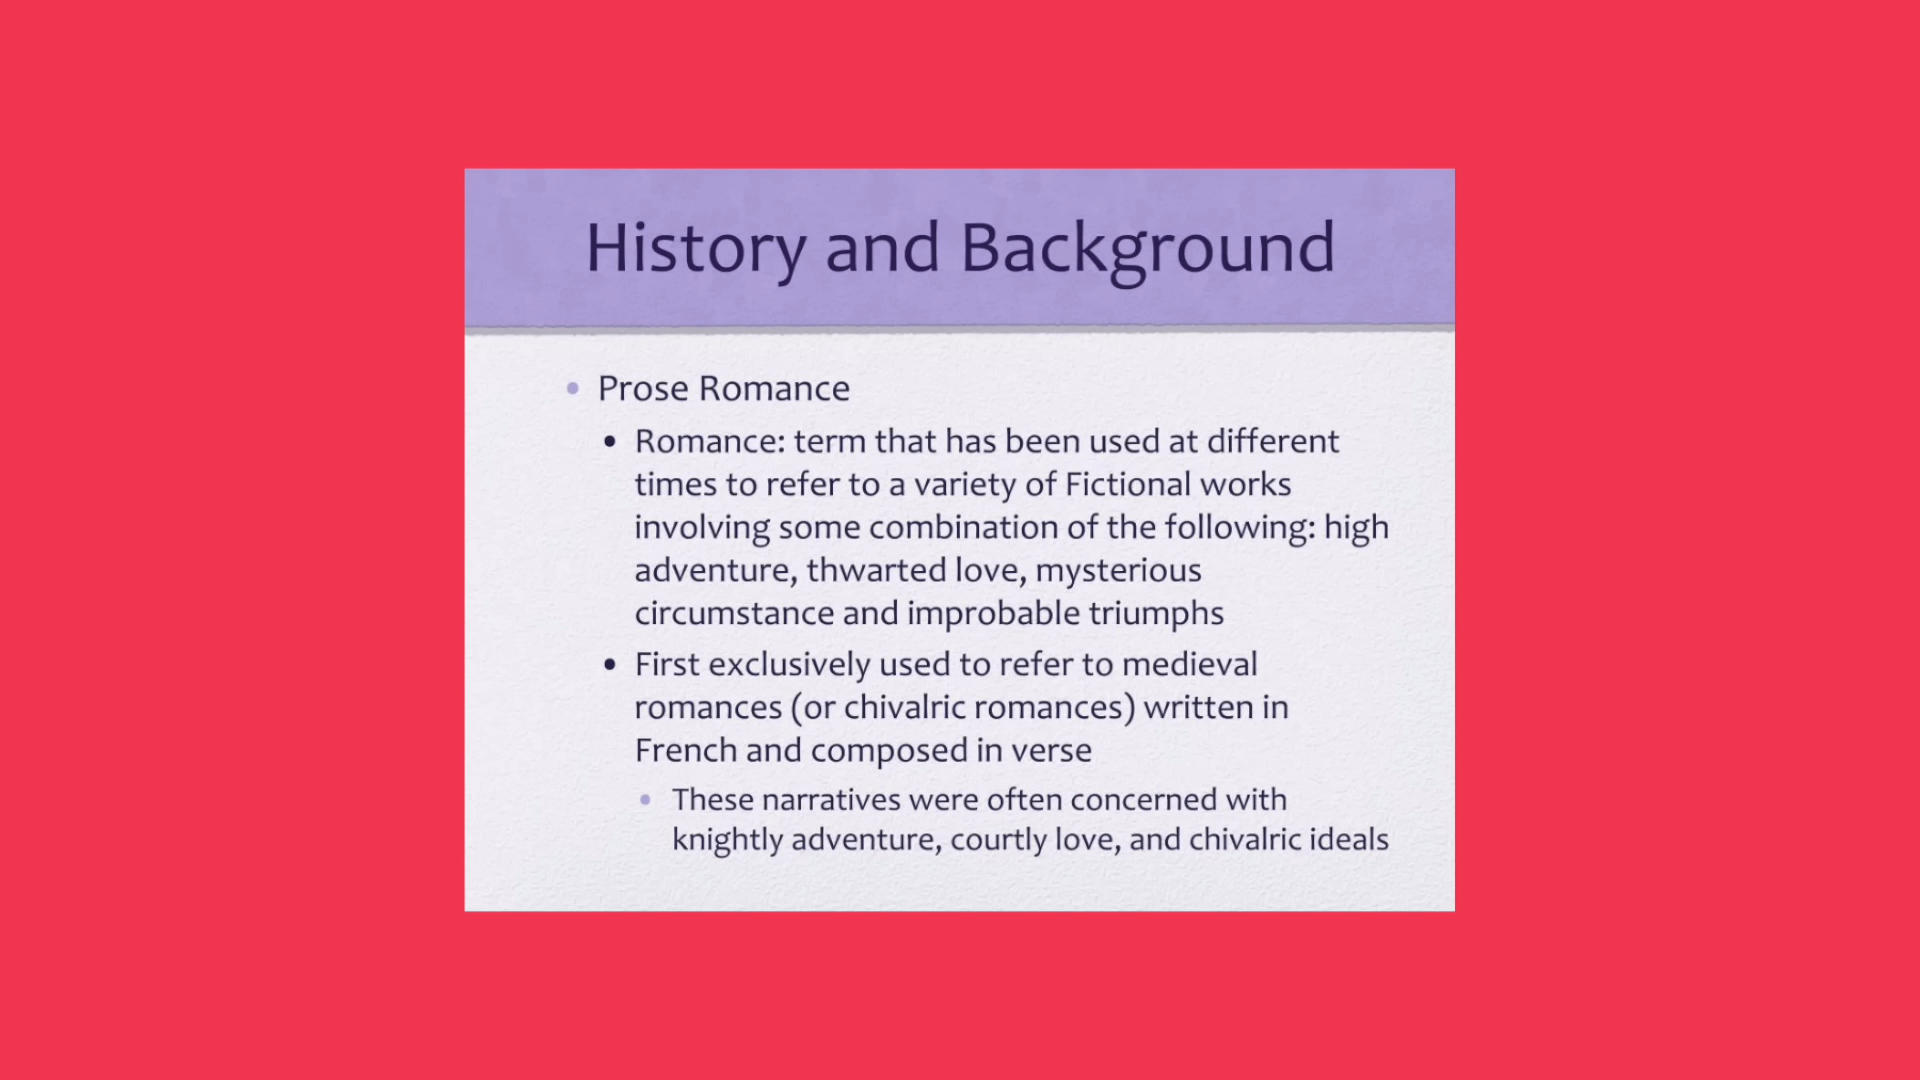 History and Background
• Prose Romance
• Romance: term that has been used at different
times to refer to a variety of Fictional works
involving some combination of the following: high
adventure, thwarted love, mysterious
circumstance and improbable triumphs
• First exclusively used to refer to medieval
romances (or chivalric romances) written in
French and composed in verse
• These narratives were often concerned with
knightly adventure, courtly love, and chivalric ideals